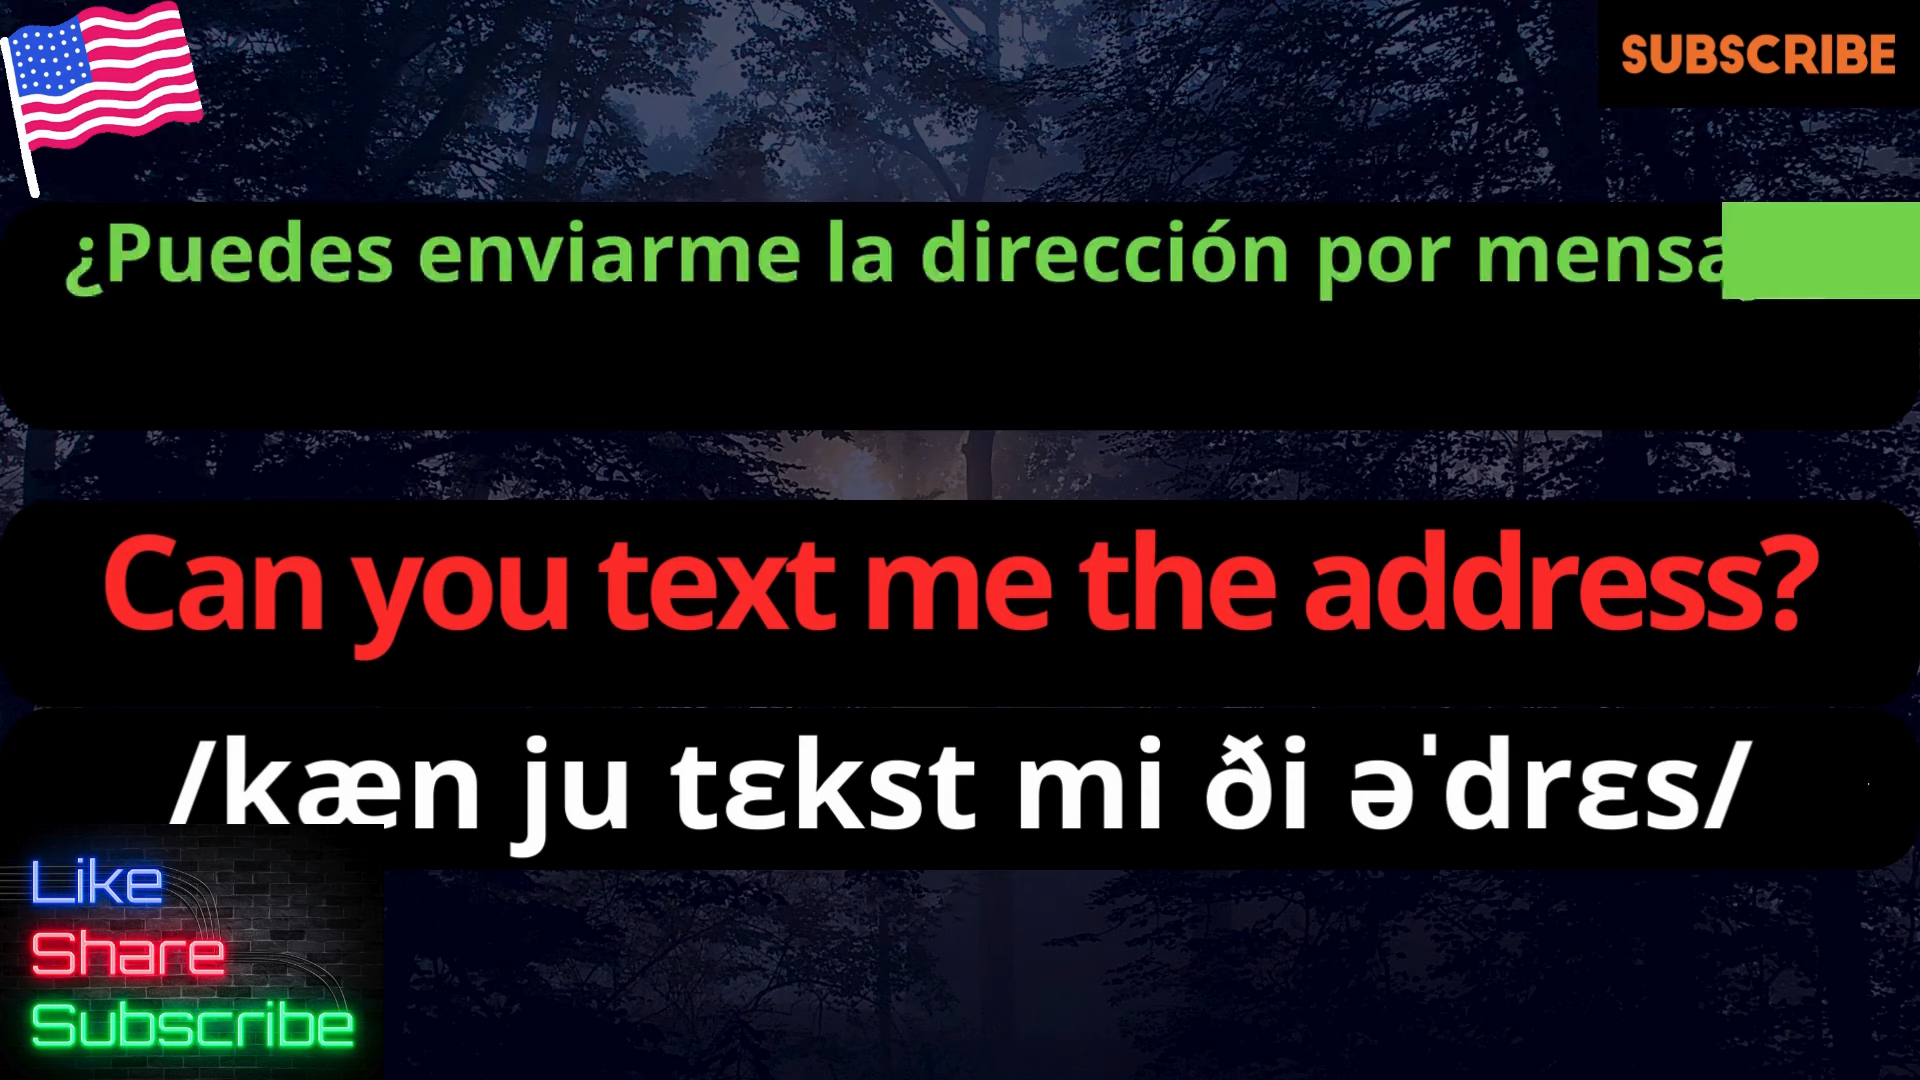 SUBSCRIBE
¿Puedes enviarme la dirección por
Can you text me the address?
/kæn ju tɛkst mi ði əˈdrɛs/
Like
Share
Subscribe